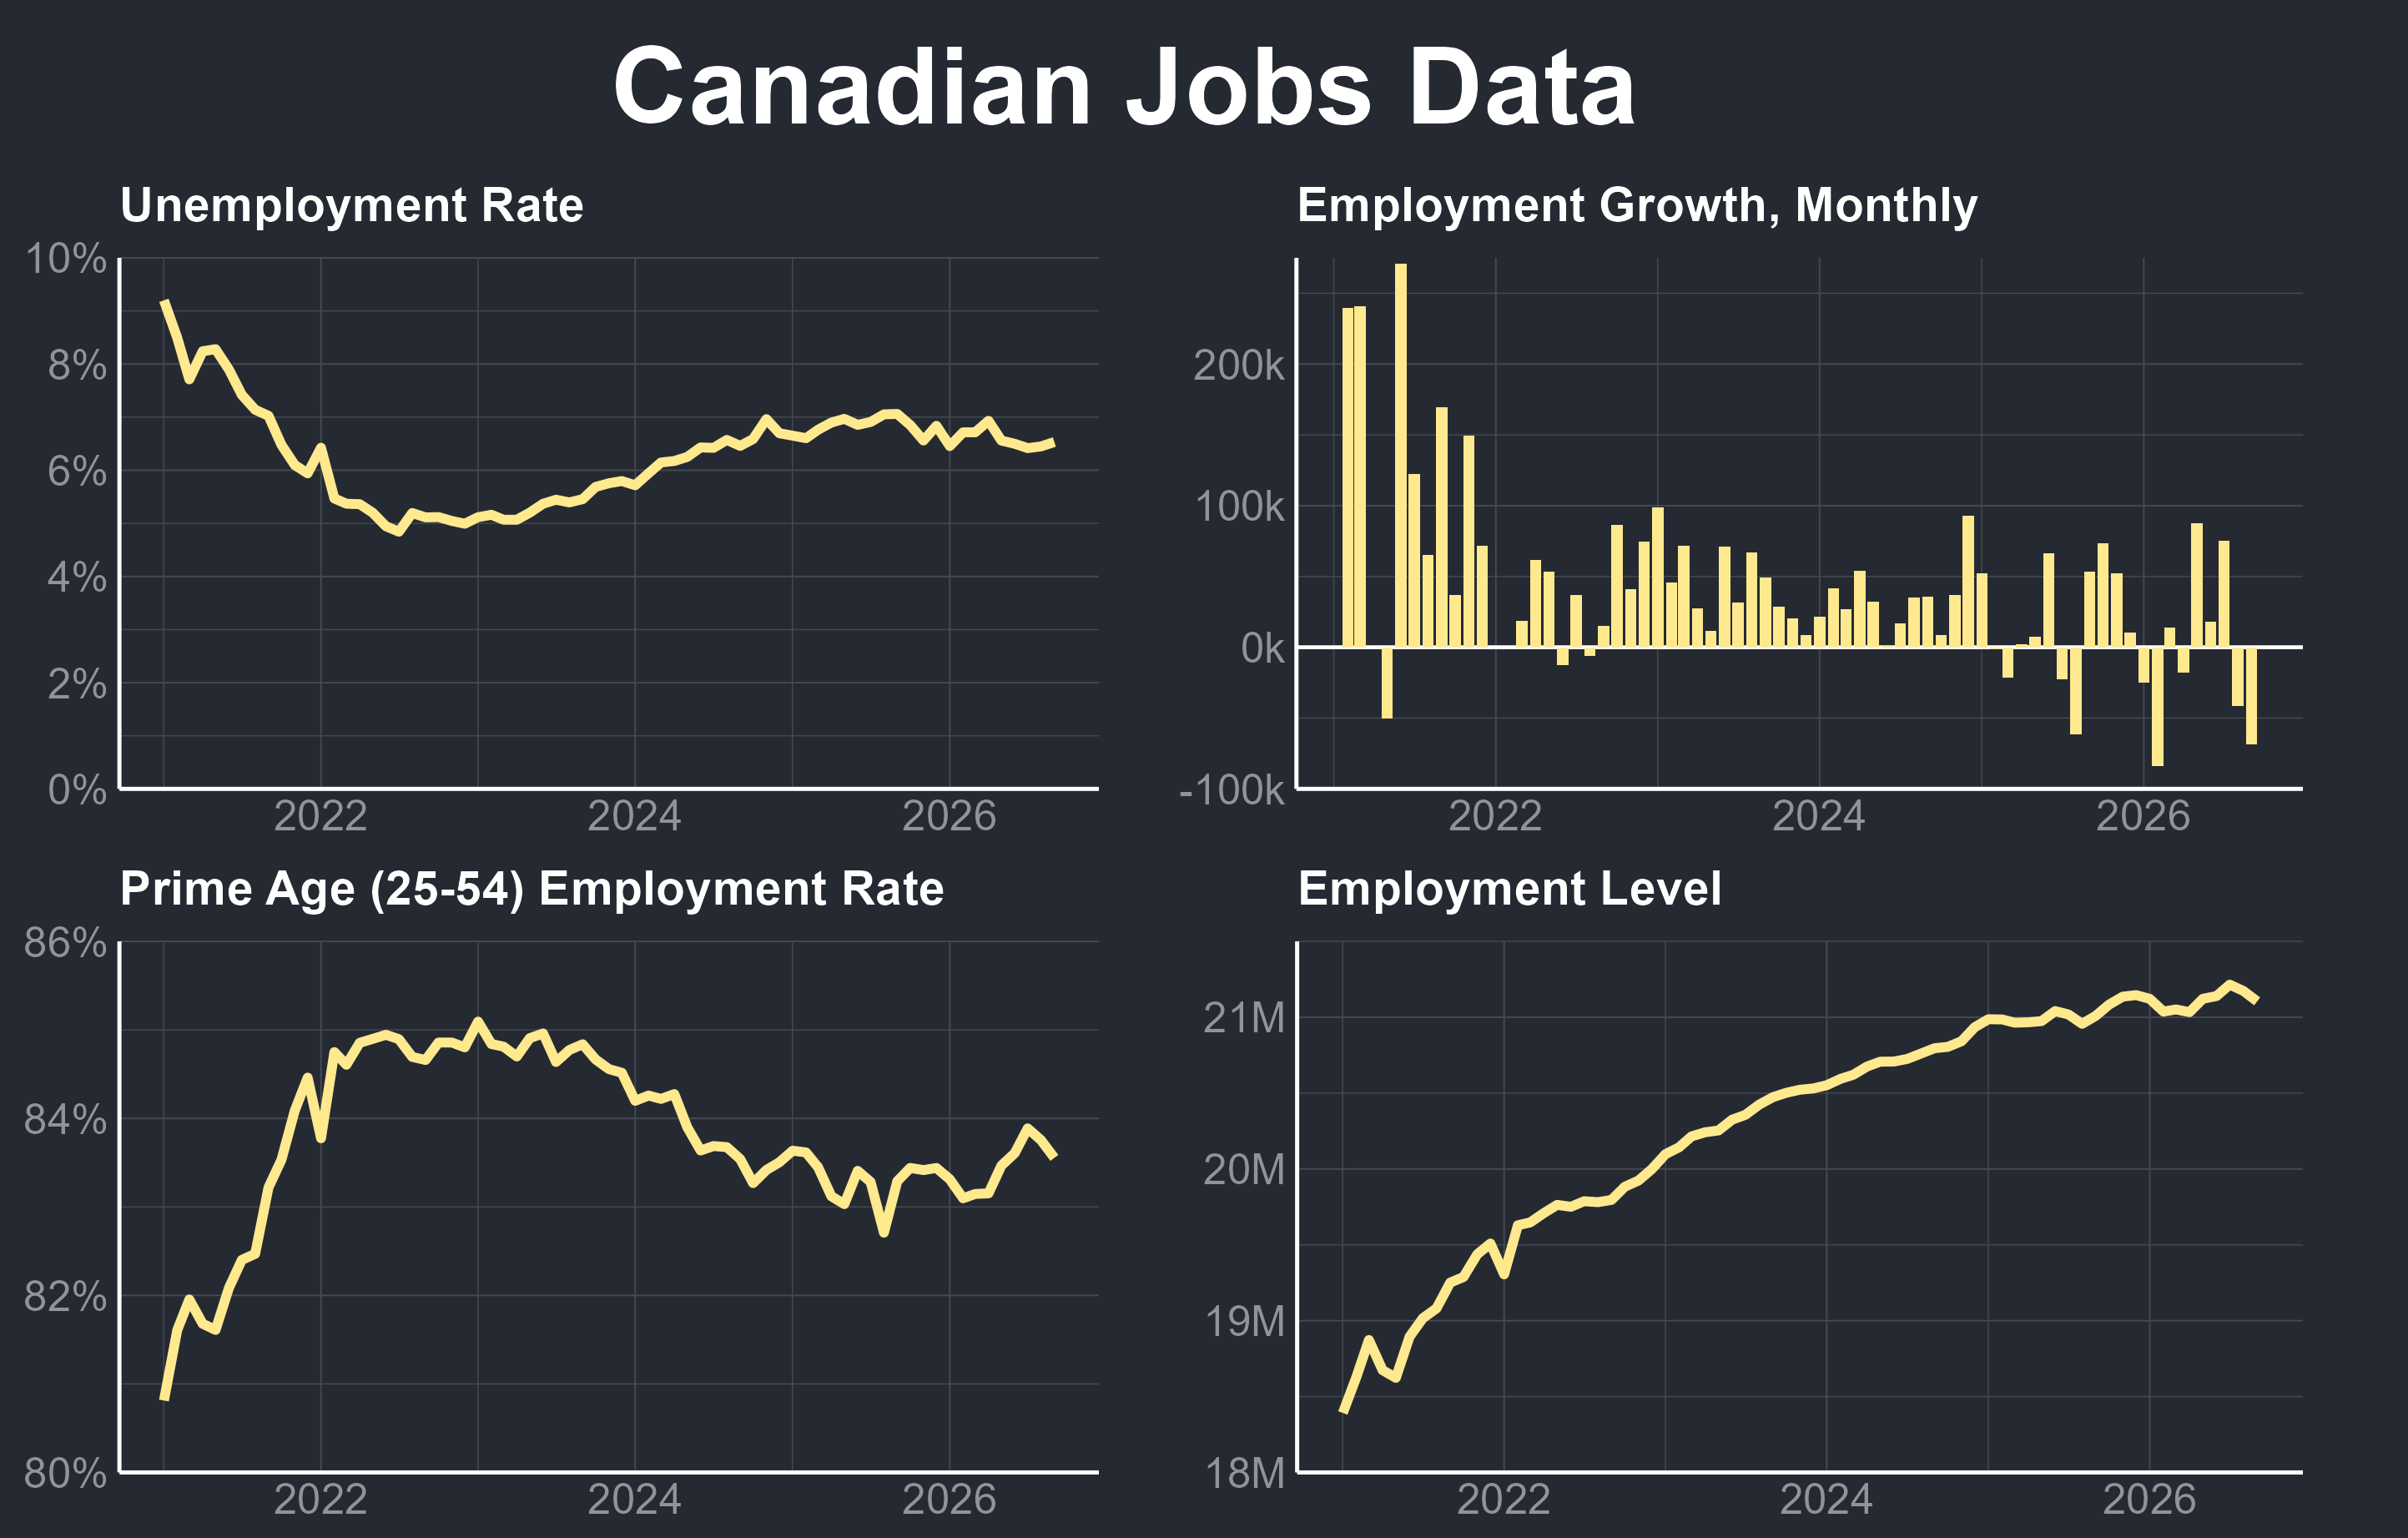 Canadian Jobs Data
Unemployment Rate
10%
8%
6%
4%
2%
0%
2022 2024 2026
Employment Growth, Monthly
200k
100k
0k
-100k
2022 2024 2026
Prime Age (25-54) Employment Rate
86%
84%
82%
80%
2022 2024 2026
Employment Level
21M
20M
19M
18M
2022 2024 2026